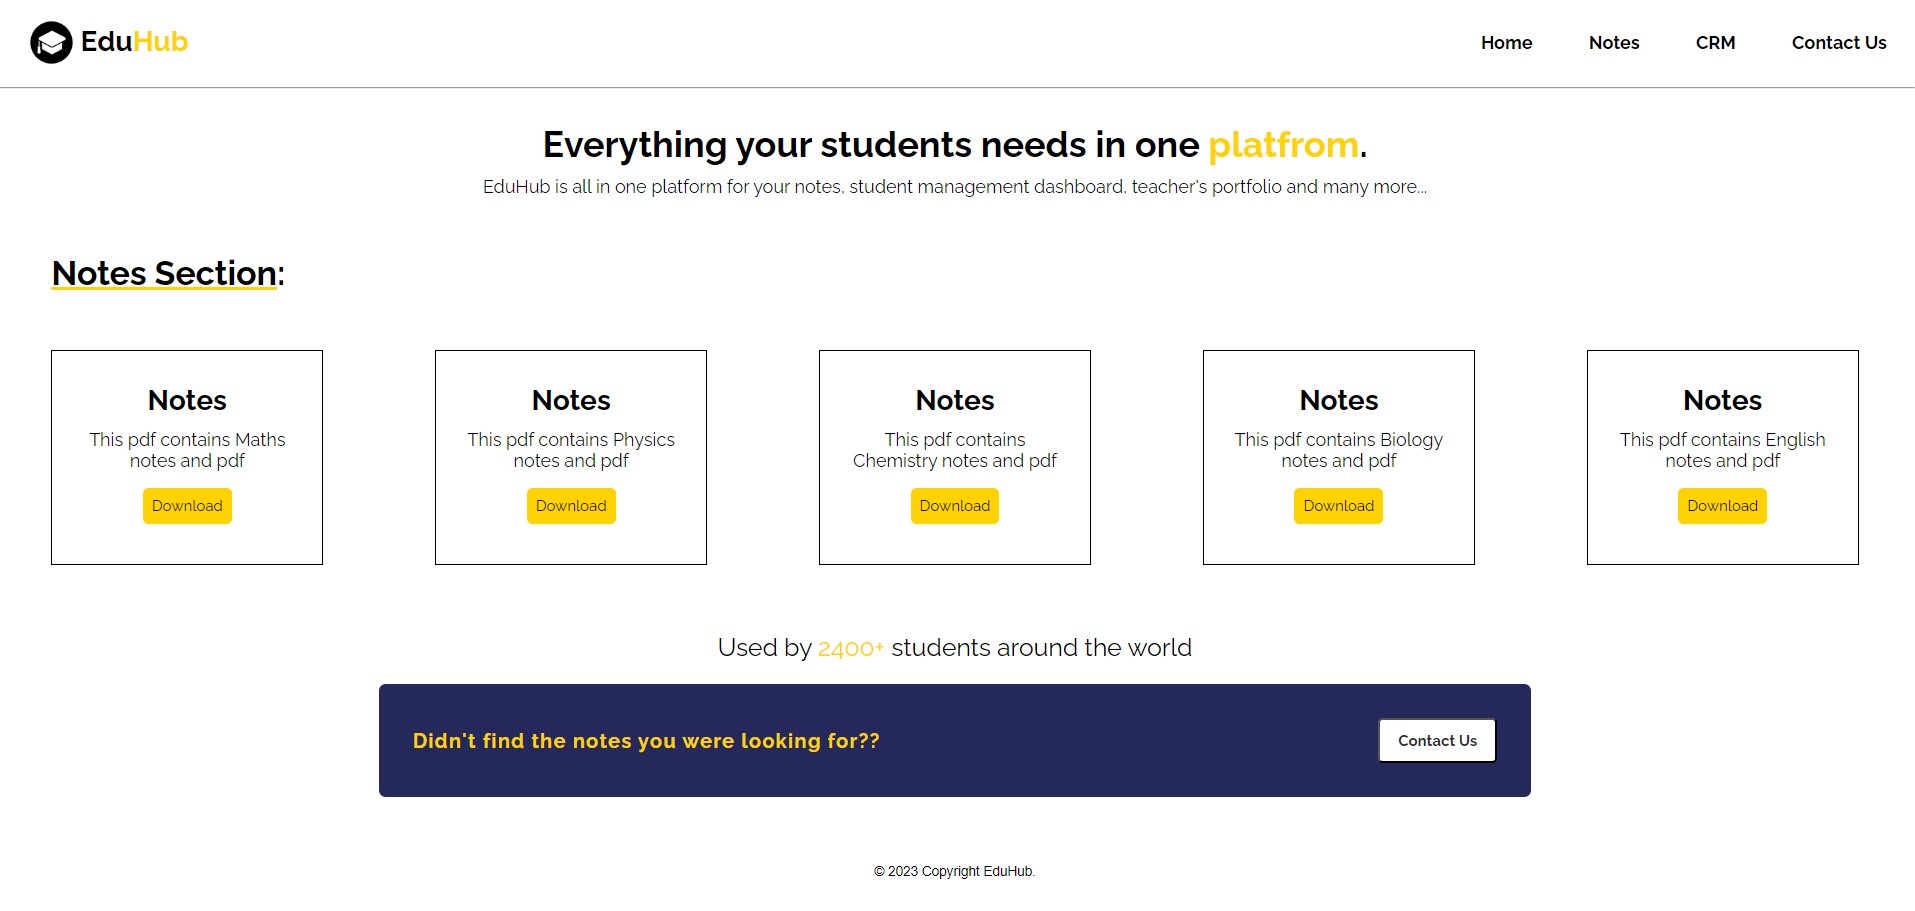 EduHub
Home Notes CRM Contact Us
Everything your students needs in one platfrom.
EduHub is all in one platform for your notes, student management dashboard, teacher's portfolio and many more...
Notes Section:
Notes
This pdf contains Maths
notes and pdf
Download
Notes
This pdf contains Physics
notes and pdf
Download
Notes
This pdf contains
Chemistry notes and pdf
Download
Notes
This pdf contains Biology
notes and pdf
Download
Notes
This pdf contains English
notes and pdf
Download
Used by 2400+ students around the world
Didn't find the notes you were looking for??
Contact Us
© 2023 Copyright EduHub.